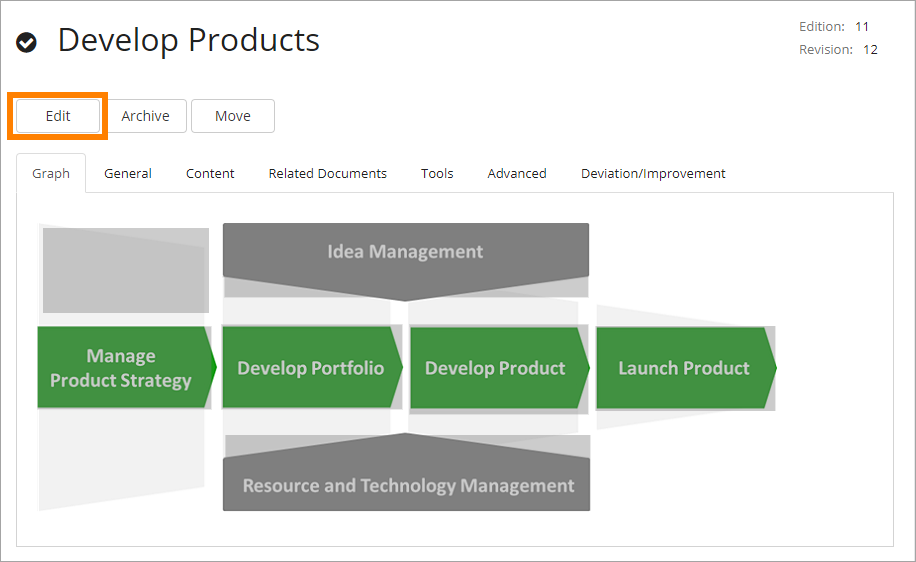 Develop Products
Edition: 11
Revision: 12
Edit Archive Move
Graph General Content Related Documents Tools Advanced Deviation/Improvement
Idea Management
Manage
Product Strategy
Develop Portfolio
Develop Product
Launch Product
Resource and Technology Management